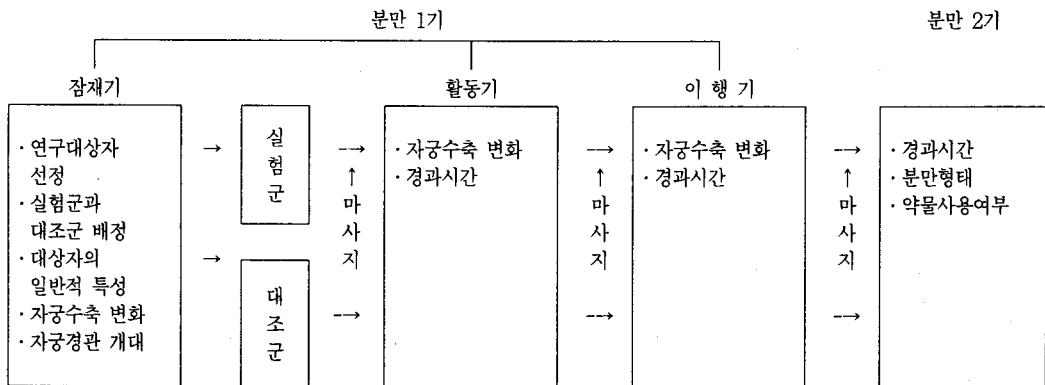 분만 1기
분만 2기
잠재기
활동기
이 행 기
· 연구대상자
선정
· 실험군과
대조군 배정
· 대상자의
일반적 특성
· 자궁수축 변화
· 자궁경관 개대
→
→
실
험
군
대
조
군
--→
↑
마
사
지
--→
· 자궁수축 변화
· 경과시간
--→
↑
마
사
지
--→
· 자궁수축 변화
· 경과시간
--→
↑
마
사
지
--→
· 경과시간
· 분만형태
· 약물사용여부